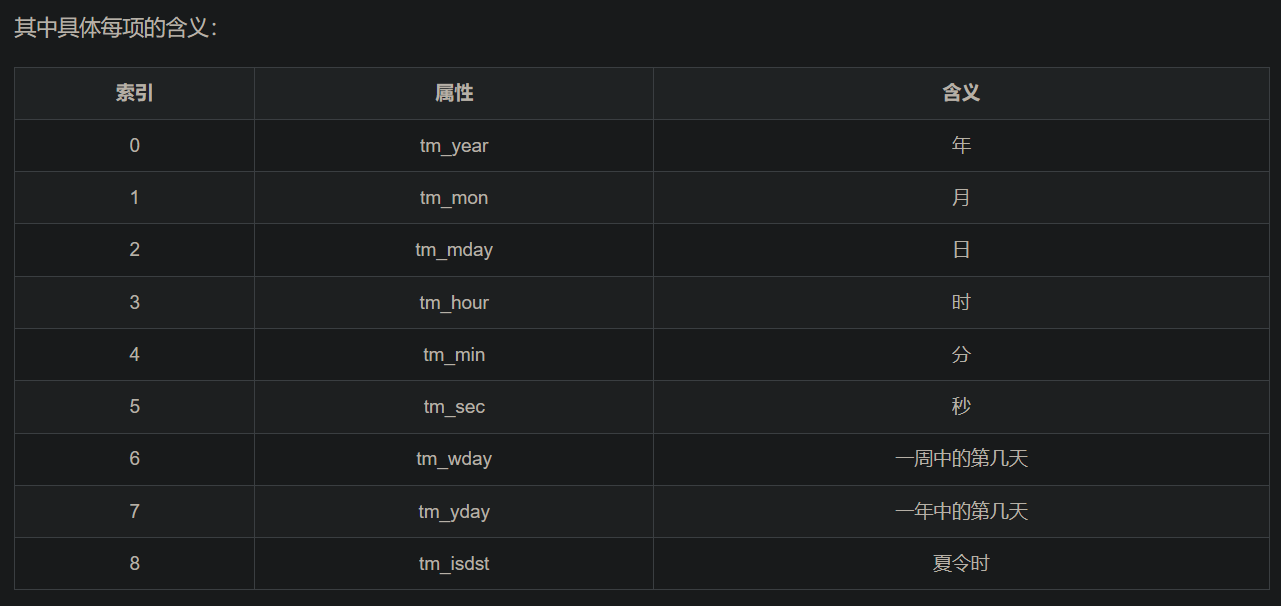 其中具体每项的含义：
索引 属性 含义
0 tm_year 年
1 tm_mon 月
2 tm_mday 日
3 tm_hour 时
4 tm_min 分
5 tm_sec 秒
6 tm_wday 一周中的第几天
7 tm_yday 一年中的第几天
8 tm_isdst 夏令时